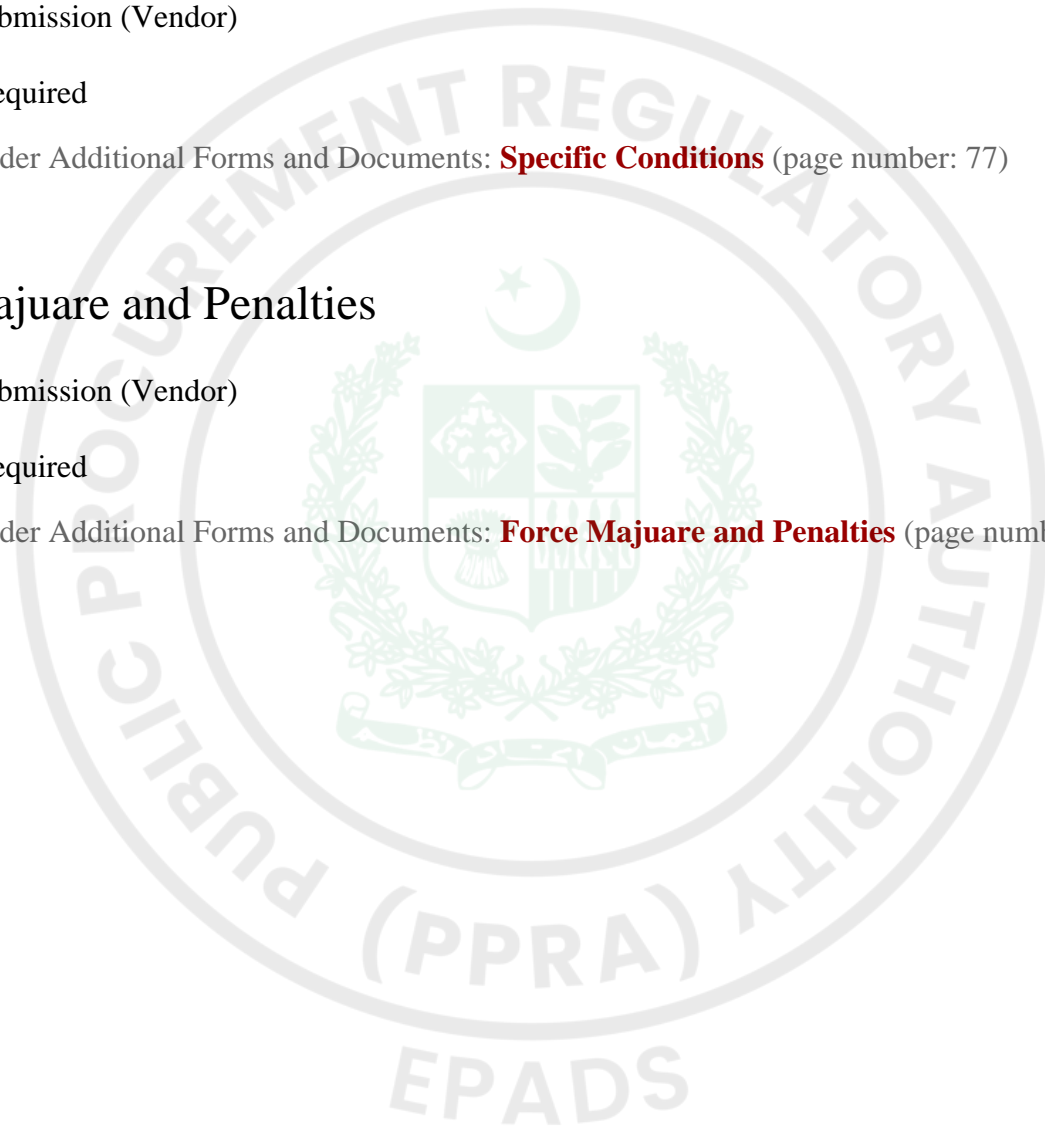 bmission (Vendor)
equired
der Additional Forms and Documents: Specific Conditions (page number: 77)
ajuare and Penalties
bmission (Vendor)
equired
der Additional Forms and Documents: Force Majuare and Penalties (page numb
PUBLIC PROCUREMENT REGULATORY AUTHORITY
(PPRA)
EPADS